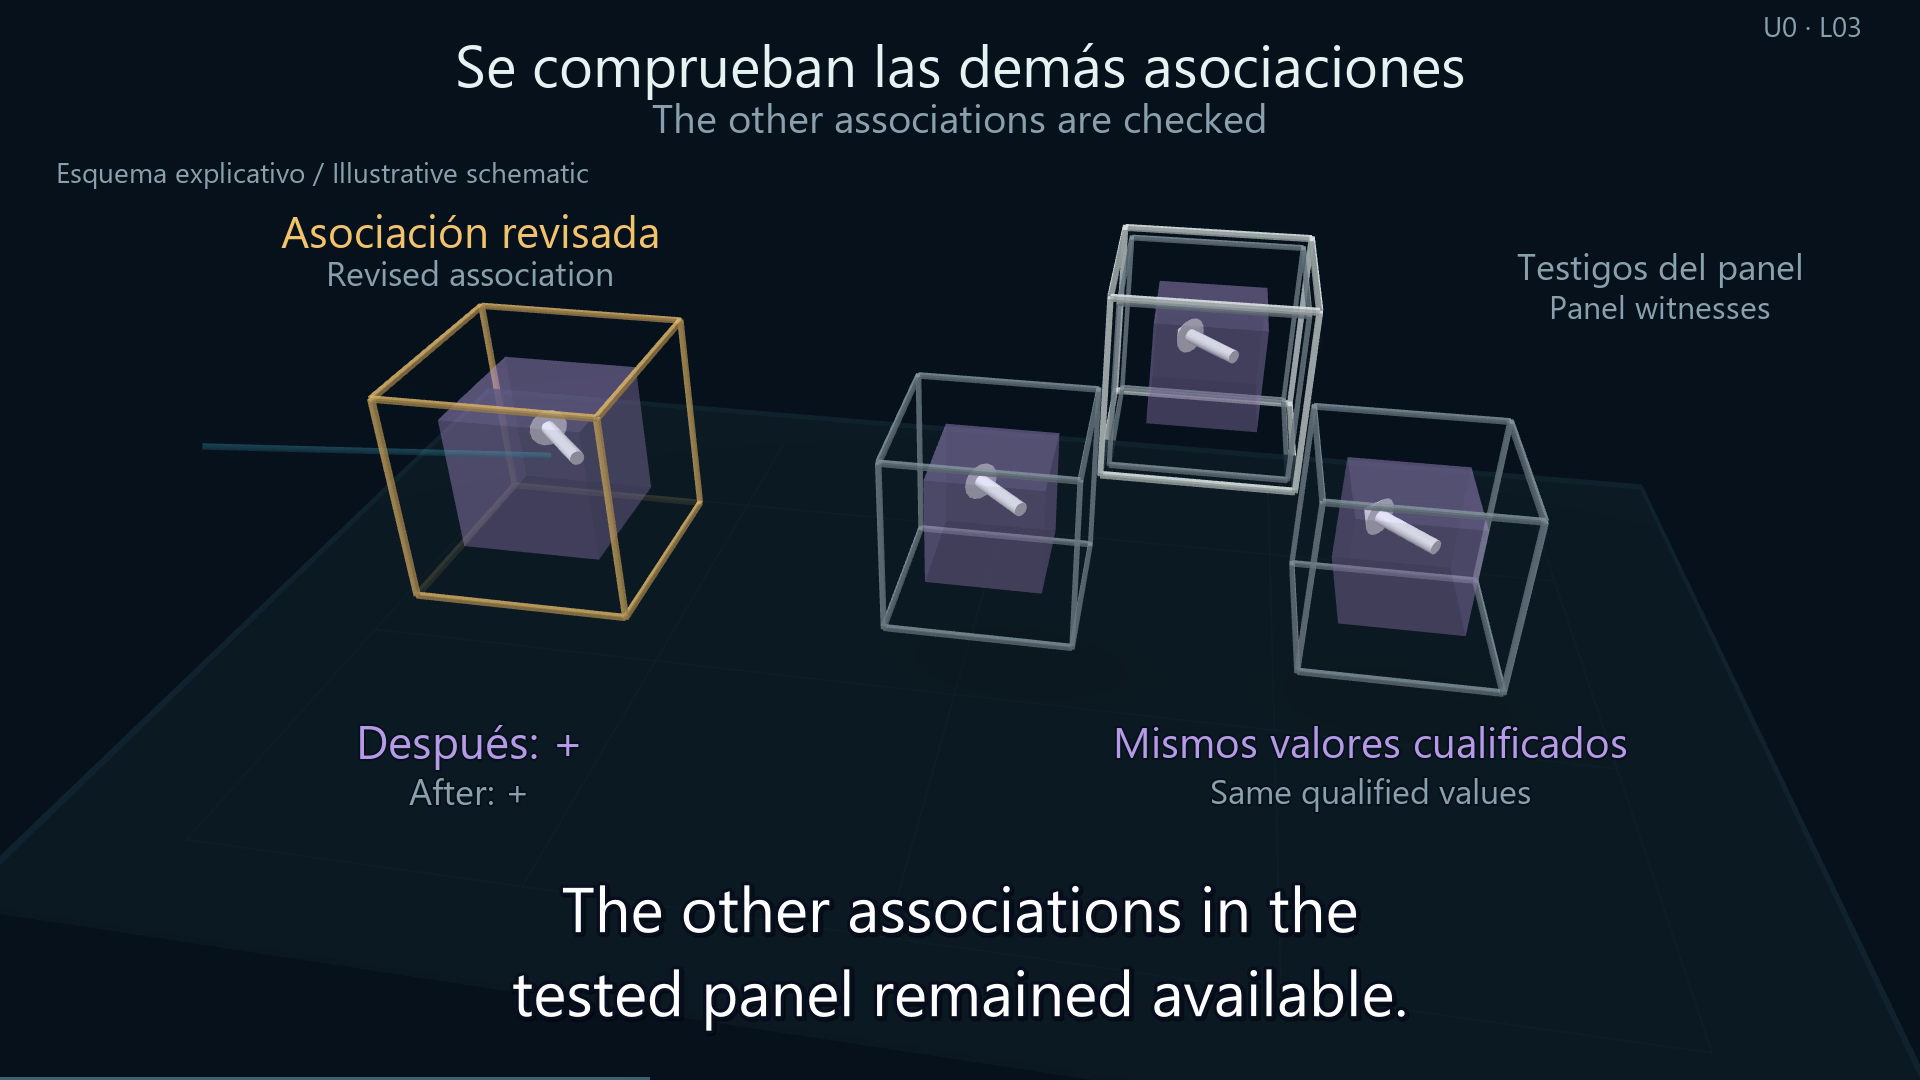 U0 · L03
Se comprueban las demás asociaciones
The other associations are checked
Esquema explicativo / Illustrative schematic
Asociación revisada
Revised association
Testigos del panel
Panel witnesses
Después: +
After: +
Mismos valores cualificados
Same qualified values
The other associations in the
tested panel remained available.